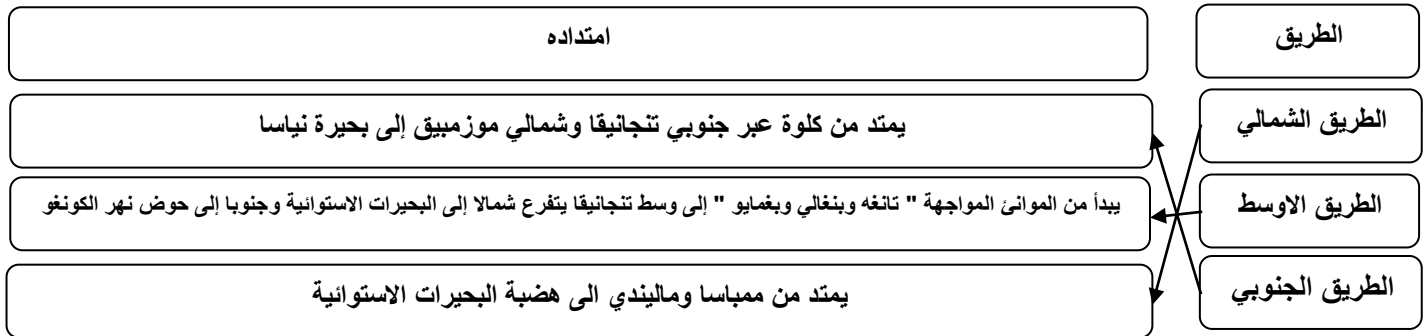 الطريق
امتداده
الطريق الشمالي
يمتد من كلوة عبر جنوبي تنجانيقا وشمالي موزمبيق إلى بحيرة نياسا
الطريق الاوسط
يبدأ من الموانئ المواجهة " تانغه وبنغالي وبغمايو " إلى وسط تنجانيقا يتفرع شمالا إلى البحيرات الاستوائية وجنوبا إلى حوض نهر الكونغو
الطريق الجنوبي
يمتد من ممباسا وماليندي الى هضبة البحيرات الاستوائية